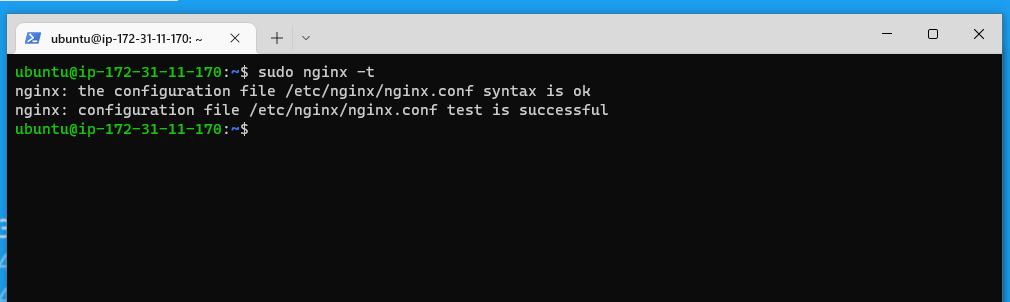 ubuntu@ip-172-31-11-170: ~
ubuntu@ip-172-31-11-170:~$ sudo nginx -t
nginx: the configuration file /etc/nginx/nginx.conf syntax is ok
nginx: configuration file /etc/nginx/nginx.conf test is successful
ubuntu@ip-172-31-11-170:~$